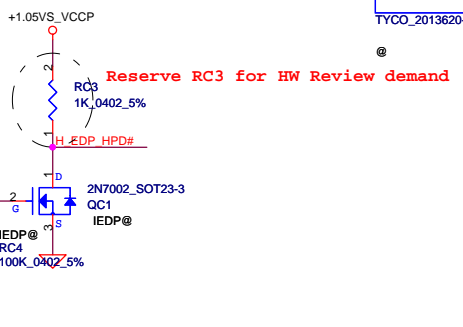 +1.05VS_VCCP
TYCO_2013620-
@
Reserve RC3 for HW Review demand
2
RC3
1K_0402_5%
1
H_EDP_HPD#
1
D
2N7002_SOT23-3
2
G
QC1
IEDP@
3
S
IEDP@
RC4
100K_0402_5%